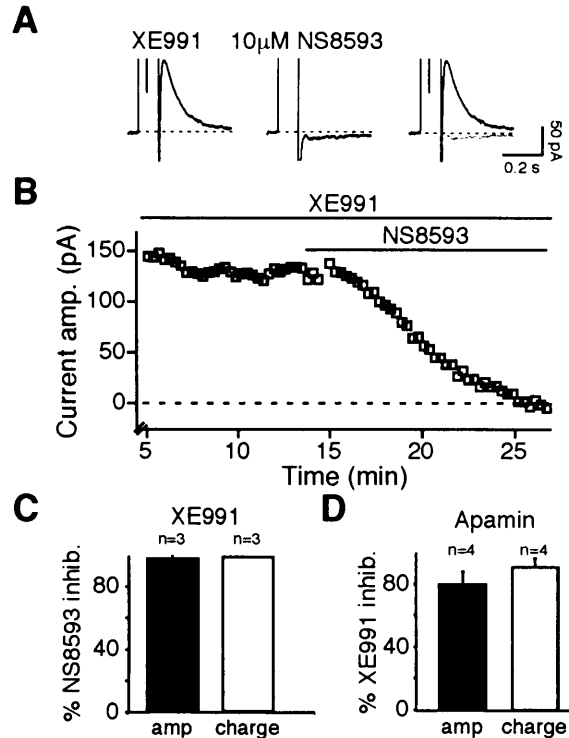 A
XE991 10µM NS8593
50 pA
0.2 s
B
XE991
NS8593
Current amp. (pA)
150
100
50
0
5 10 15 20 25
Time (min)
C
XE991
n=3 n=3
% NS8593 inhib.
80
40
0
amp charge
D
Apamin
n=4 n=4
% XE991 inhib.
80
40
0
amp charge